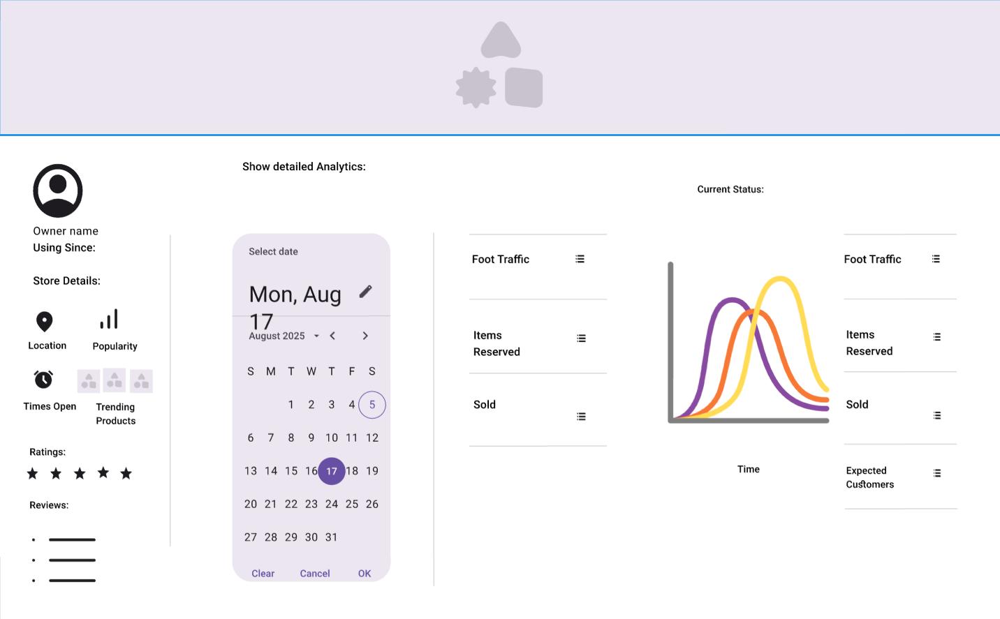 Owner name
Using Since:
Store Details:
Location
Popularity
Times Open
Trending
Products
Ratings:
Reviews:
Show detailed Analytics:
Select date
Mon, Aug
17
August 2025
S M T W T F S
1 2 3 4 5
6 7 8 9 10 11 12
13 14 15 16 17 18 19
20 21 22 23 24 25 26
27 28 29 30 31
Clear Cancel OK
Foot Traffic
Items
Reserved
Sold
Current Status:
Time
Foot Traffic
Items
Reserved
Sold
Expected
Customers